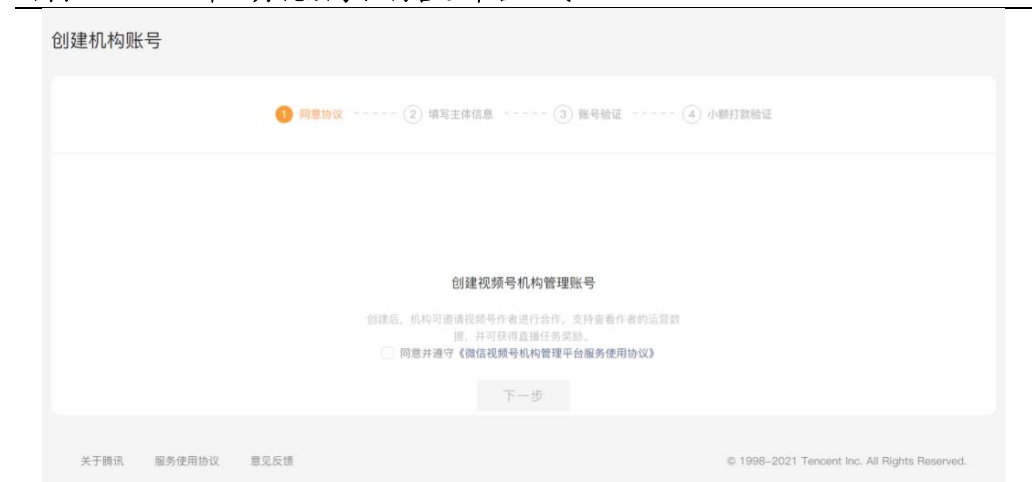 创建机构账号
1 同意协议 ----- 2 填写主体信息 ----- 3 账号验证 ----- 4 小额打款验证
创建视频号机构管理账号
创建后，机构可邀请视频号作者进行合作，支持查看作者的运营数
据，并可获得直播任务奖励。
同意并遵守《微信视频号机构管理平台服务使用协议》
下一步
关于腾讯 服务使用协议 意见反馈 © 1998-2021 Tencent Inc. All Rights Reserved.